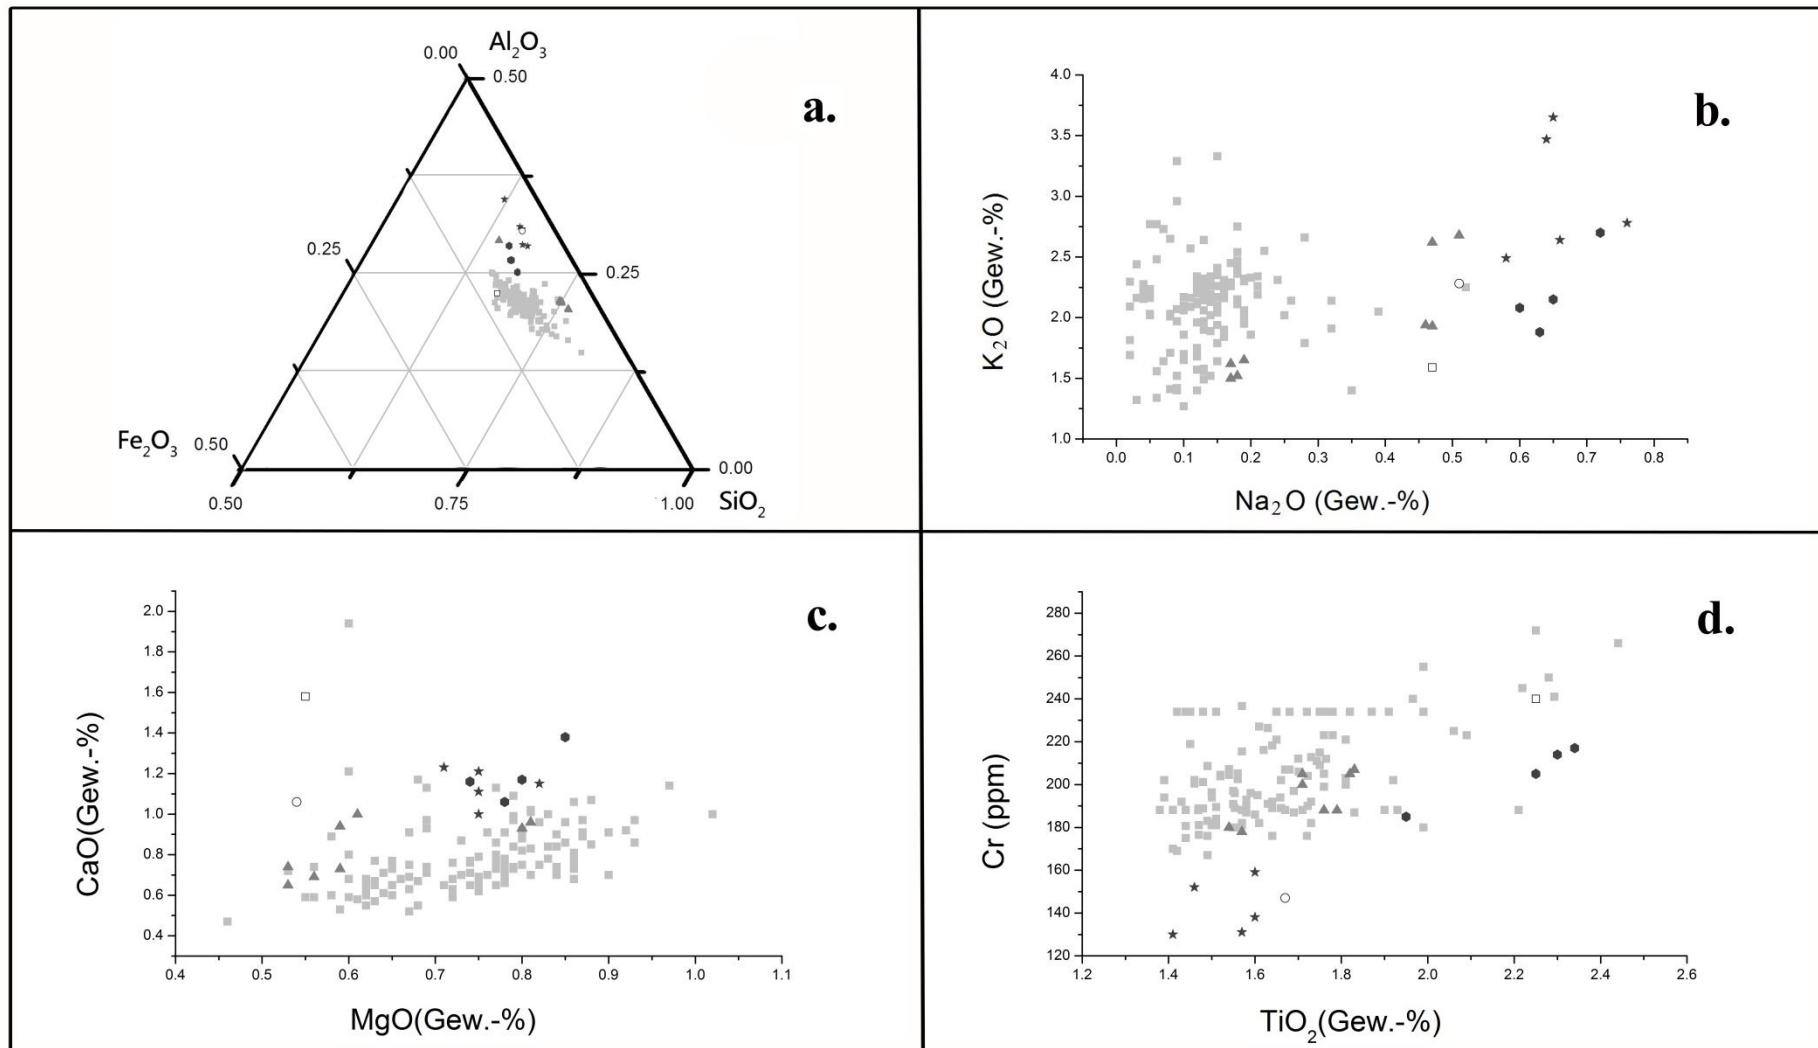 a.
Al₂O₃
0.00
0.50
0.25
0.25
Fe₂O₃
0.50
0.00
SiO₂
0.50
0.75
1.00
b.
K₂O (Gew.-%)
4.0
3.5
3.0
2.5
2.0
1.5
1.0
0.0 0.1 0.2 0.3 0.4 0.5 0.6 0.7 0.8
Na₂O (Gew.-%)
c.
CaO(Gew.-%)
2.0
1.8
1.6
1.4
1.2
1.0
0.8
0.6
0.4
0.4 0.5 0.6 0.7 0.8 0.9 1.0 1.1
MgO(Gew.-%)
d.
Cr (ppm)
280
260
240
220
200
180
160
140
120
1.2 1.4 1.6 1.8 2.0 2.2 2.4 2.6
TiO₂(Gew.-%)